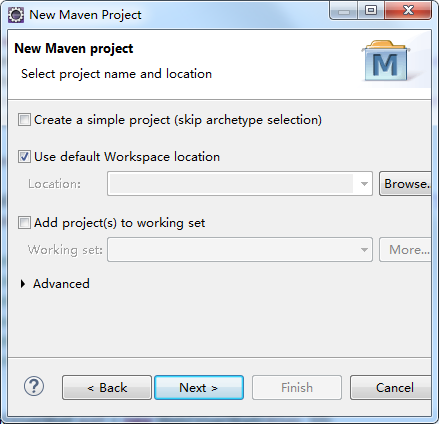 New Maven Project
New Maven project
Select project name and location
M
Create a simple project (skip archetype selection)
Use default Workspace location
Location:
Browse...
Add project(s) to working set
Working set:
More...
Advanced
?
< Back
Next >
Finish
Cancel